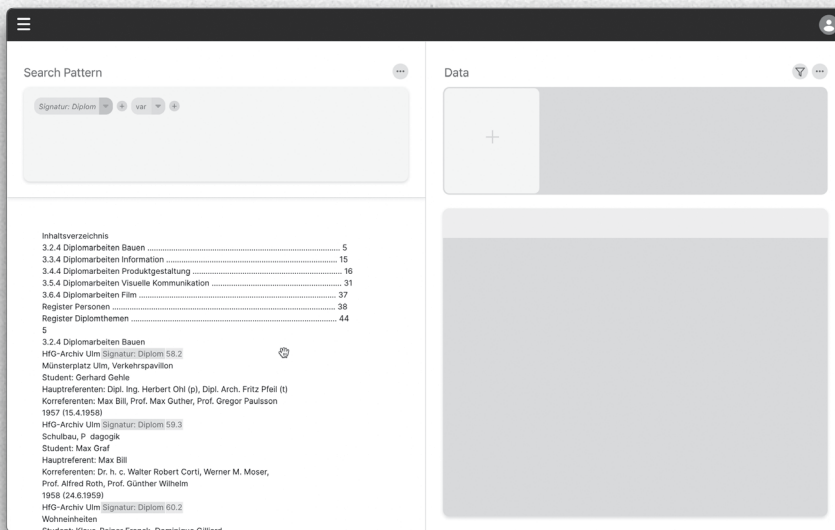 Search Pattern
Signatur: Diplom
var
Inhaltsverzeichnis
3.2.4 Diplomarbeiten Bauen ........................................................................ 5
3.3.4 Diplomarbeiten Information .................................................................. 15
3.4.4 Diplomarbeiten Produktgestaltung ....................................................... 16
3.5.4 Diplomarbeiten Visuelle Kommunikation ................................................ 31
3.6.4 Diplomarbeiten Film ......................................................................... 37
Register Personen .................................................................................... 38
Register Diplomthemen ............................................................................. 44
5
3.2.4 Diplomarbeiten Bauen
HfG-Archiv Ulm Signatur: Diplom 58.2
Münsterplatz Ulm, Verkehrspavillon
Student: Gerhard Gehle
Hauptreferenten: Dipl. Ing. Herbert Ohl (p), Dipl. Arch. Fritz Pfeil (t)
Korreferenten: Max Bill, Prof. Max Guther, Prof. Gregor Paulsson
1957 (15.4.1958)
HfG-Archiv Ulm Signatur: Diplom 59.3
Schulbau, P dagogik
Student: Max Graf
Hauptreferent: Max Bill
Korreferenten: Dr. h. c. Walter Robert Corti, Werner M. Moser,
Prof. Alfred Roth, Prof. Günther Wilhelm
1958 (24.6.1959)
HfG-Archiv Ulm Signatur: Diplom 60.2
Wohneinheiten
Data